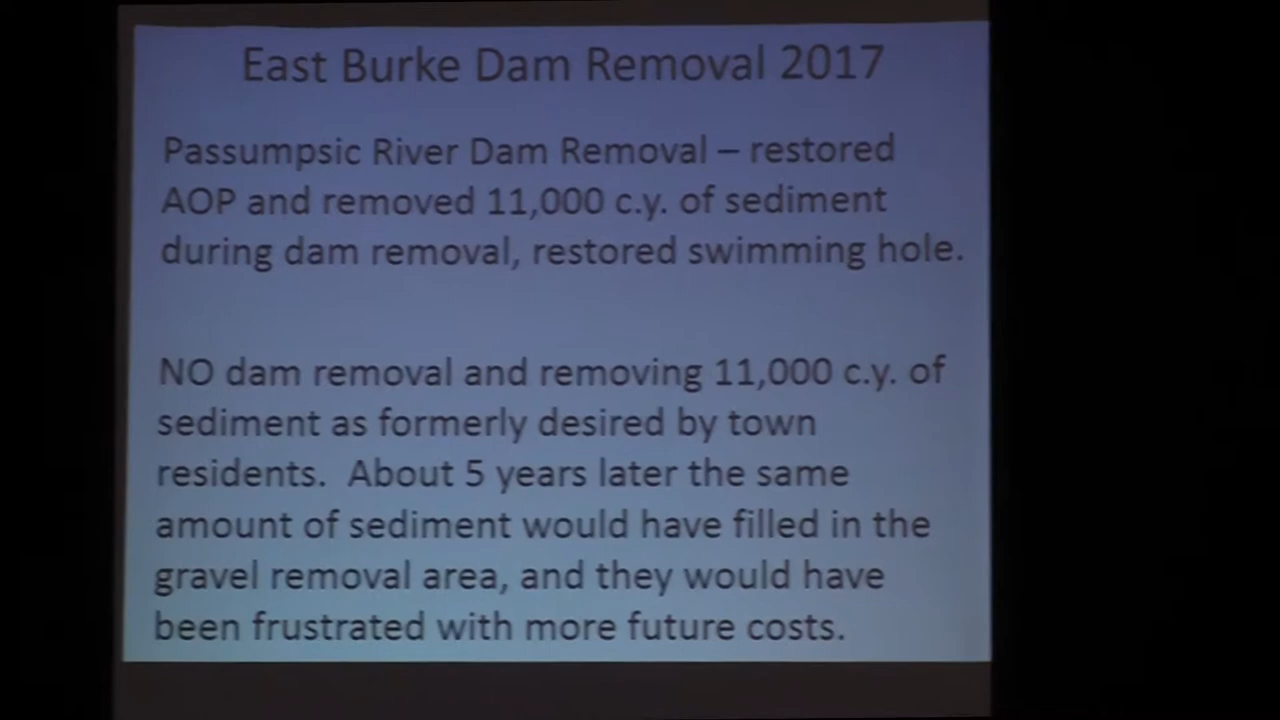 East Burke Dam Removal 2017
Passumpsic River Dam Removal – restored
AOP and removed 11,000 c.y. of sediment
during dam removal, restored swimming hole.
NO dam removal and removing 11,000 c.y. of
sediment as formerly desired by town
residents.  About 5 years later the same
amount of sediment would have filled in the
gravel removal area, and they would have
been frustrated with more future costs.